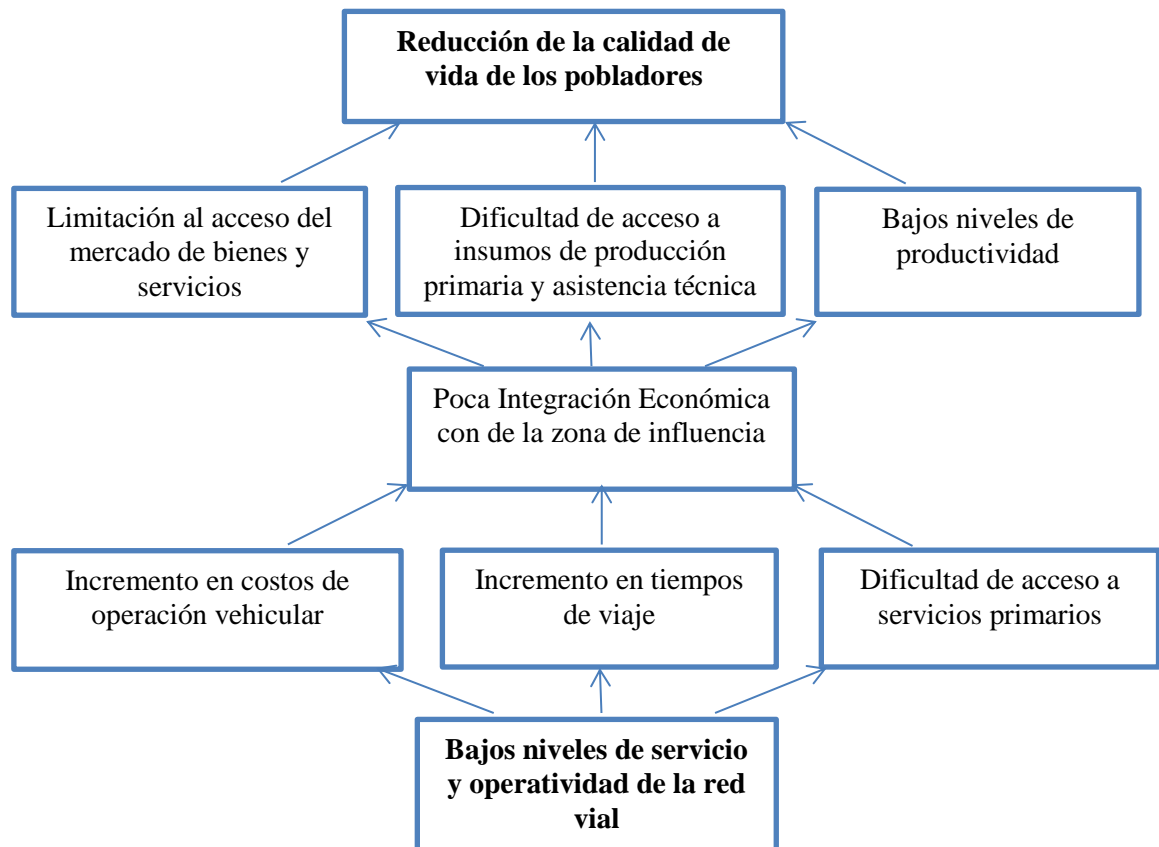 Reducción de la calidad de
vida de los pobladores
Limitación al acceso del
mercado de bienes y
servicios
Dificultad de acceso a
insumos de producción
primaria y asistencia técnica
Bajos niveles de
productividad
Poca Integración Económica
con de la zona de influencia
Incremento en costos de
operación vehicular
Incremento en tiempos
de viaje
Dificultad de acceso a
servicios primarios
Bajos niveles de servicio
y operatividad de la red
vial